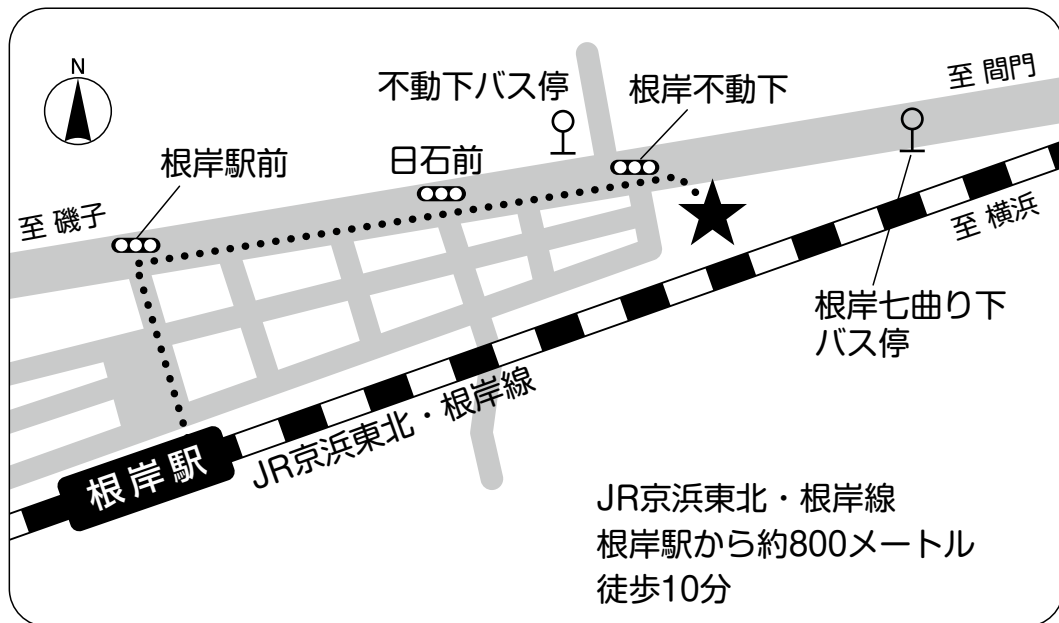 N
不動下バス停
根岸不動下
至 間門
根岸駅前
日石前
至 磯子
至 横浜
根岸七曲り下
バス停
JR京浜東北・根岸線
根岸駅
JR京浜東北・根岸線
根岸駅から約800メートル
徒歩10分